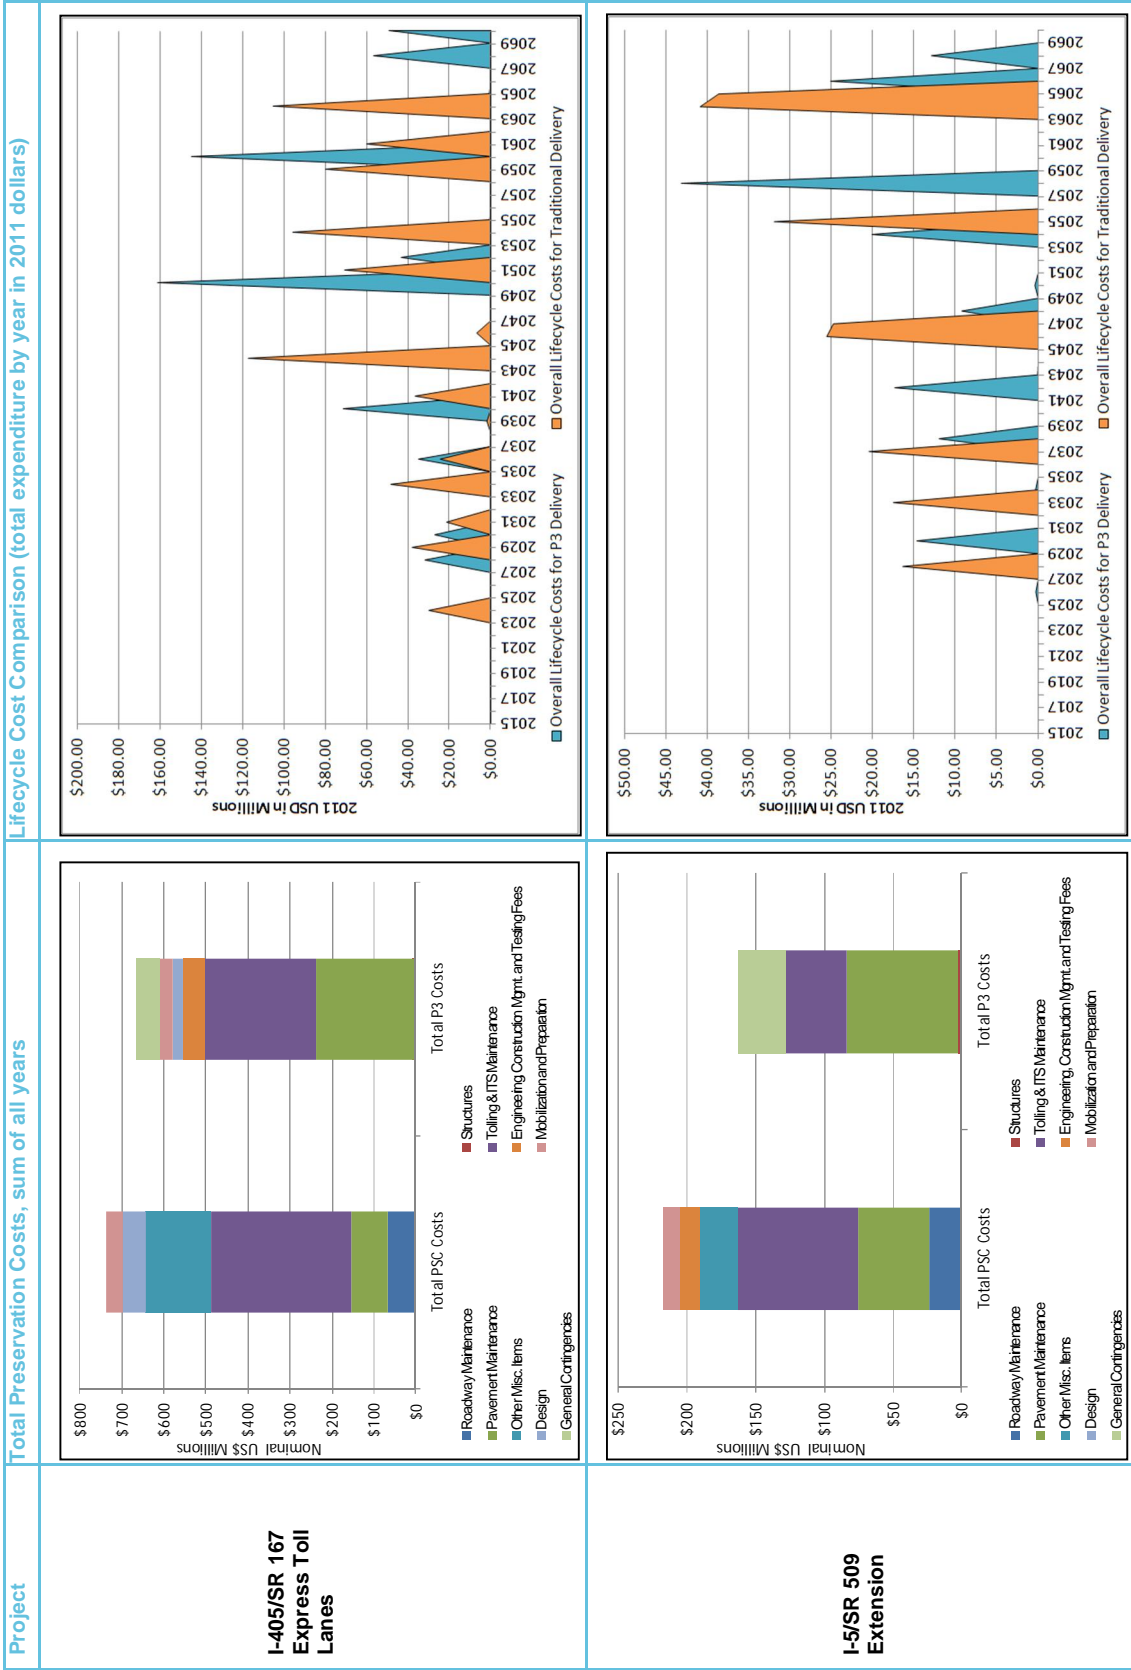 Project
Total Preservation Costs, sum of all years
Lifecycle Cost Comparison (total expenditure by year in 2011 dollars)
I-405/SR 167
Express Toll
Lanes
Nominal US$ Millions
$800
$700
$600
$500
$400
$300
$200
$100
$0
Total PSC Costs
Total P3 Costs
Roadway Maintenance
Structures
Pavement Maintenance
Tolling & ITS Maintenance
Other Misc. Items
Engineering, Construction Mgmt. and Testing Fees
Design
Mobilization and Preparation
General Contingencies
2011 USD in Millions
$200.00
$180.00
$160.00
$140.00
$120.00
$100.00
$80.00
$60.00
$40.00
$20.00
$0.00
2015 2017 2019 2021 2023 2025 2027 2029 2031 2033 2035 2037 2039 2041 2043 2045 2047 2049 2051 2053 2055 2057 2059 2061 2063 2065 2067 2069
Overall Lifecycle Costs for P3 Delivery
Overall Lifecycle Costs for Traditional Delivery
I-5/SR 509
Extension
Nominal US$ Millions
$250
$200
$150
$100
$50
$0
Total PSC Costs
Total P3 Costs
Roadway Maintenance
Structures
Pavement Maintenance
Tolling & ITS Maintenance
Other Misc. Items
Engineering, Construction Mgmt. and Testing Fees
Design
Mobilization and Preparation
General Contingencies
2011 USD in Millions
$50.00
$45.00
$40.00
$35.00
$30.00
$25.00
$20.00
$15.00
$10.00
$5.00
$0.00
2015 2017 2019 2021 2023 2025 2027 2029 2031 2033 2035 2037 2039 2041 2043 2045 2047 2049 2051 2053 2055 2057 2059 2061 2063 2065 2067 2069
Overall Lifecycle Costs for P3 Delivery
Overall Lifecycle Costs for Traditional Delivery